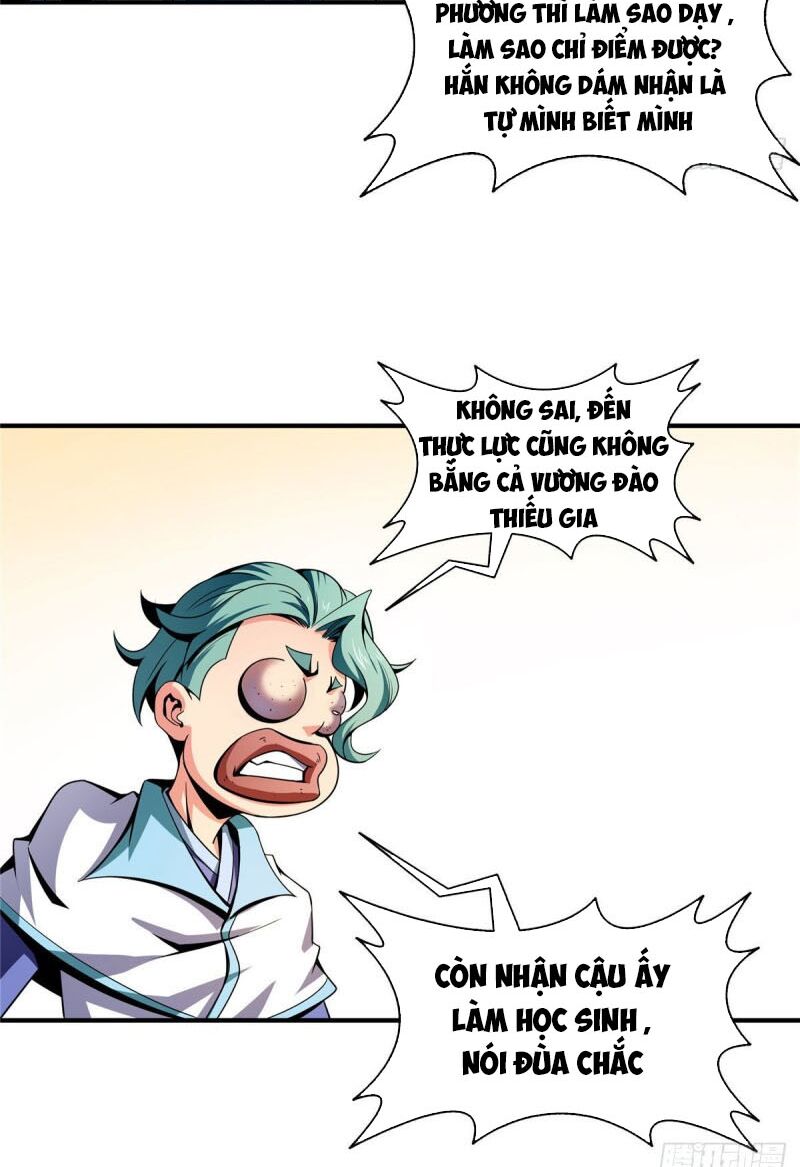 PHƯƠNG THÌ LÀM SAO DẠY,
LÀM SAO CHỈ ĐIỂM ĐƯỢC?
HẮN KHÔNG DÁM NHẬN LÀ
TỰ MÌNH BIẾT MÌNH
KHÔNG SAI, ĐẾN
THỰC LỰC CŨNG KHÔNG
BẰNG CẢ VƯƠNG ĐÀO
THIẾU GIA
CÒN NHẬN CẬU ẤY
LÀM HỌC SINH,
NÓI ĐÙA CHẮC